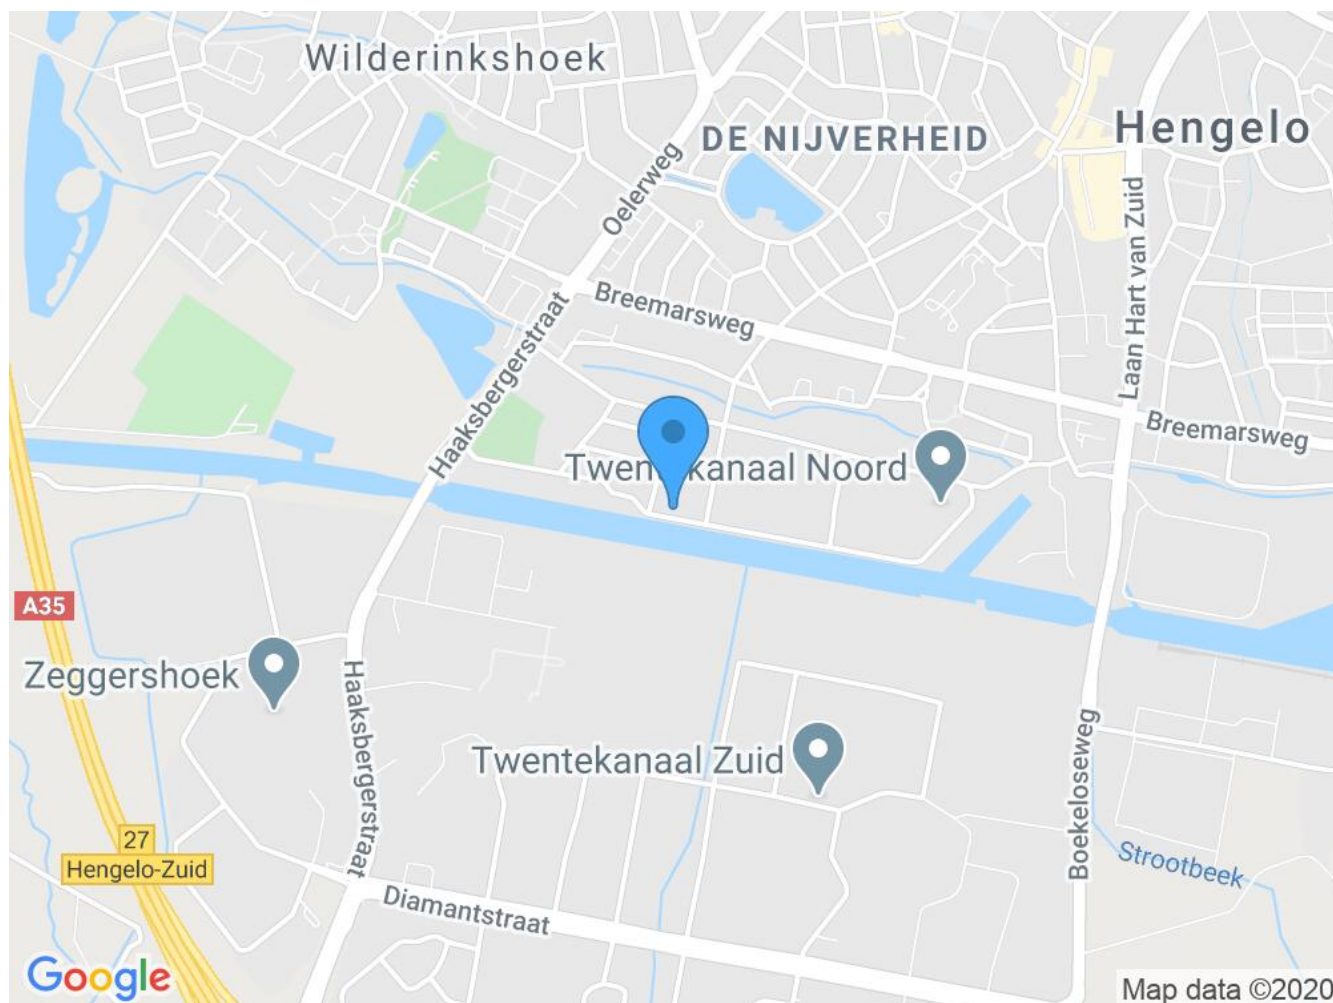 Wilderinkshoek
DE NIJVERHEID
Hengelo
Oelerweg
Laan Hart van Zuid
Breemarsweg
Haaksbergerstraat
Breemarsweg
Twentekanaal Noord
A35
Zeggershoek
Haaksbergerstraat
Twentekanaal Zuid
Boekeloseweg
27
Hengelo-Zuid
Strootbeek
Diamantstraat
Google
Map data ©2020